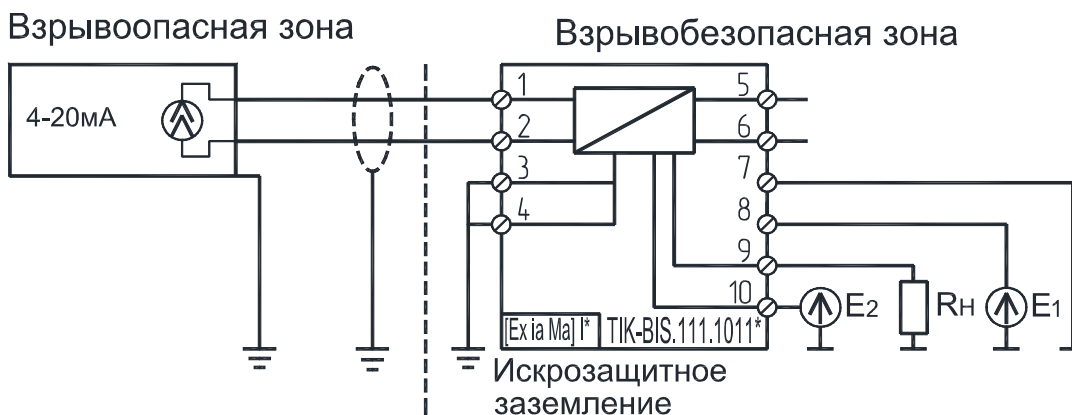 Взрывоопасная зона
Взрывобезопасная зона
4-20мА
1
2
3
4
5
6
7
8
9
10
E2
Rн
E1
[Ex ia Ma] I*
TIK-BIS.111.1011*
Искрозащитное
заземление